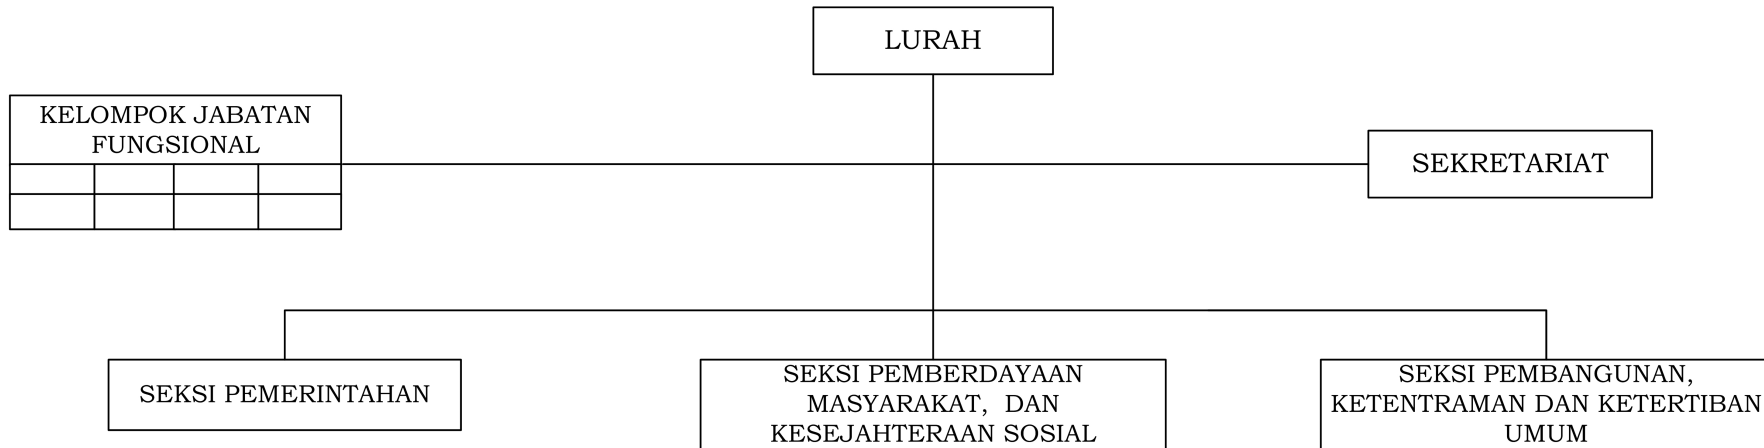 LURAH
KELOMPOK JABATAN
FUNGSIONAL
SEKRETARIAT
SEKSI PEMERINTAHAN
SEKSI PEMBERDAYAAN
MASYARAKAT, DAN
KESEJAHTERAAN SOSIAL
SEKSI PEMBANGUNAN,
KETENTRAMAN DAN KETERTIBAN
UMUM